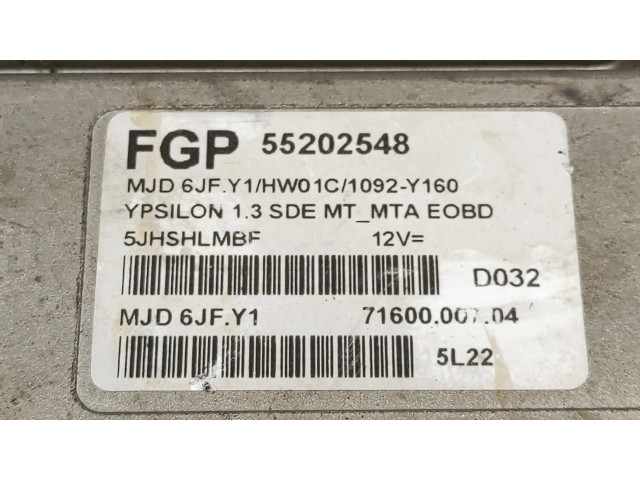 FGP 55202548
MJD 6JF.Y1/HW01C/1092-Y160
YPSILON 1.3 SDE MT_MTA EOBD
5JHSHLMBF 12V=
D032
MJD 6JF.Y1 71600.007.04
5L22